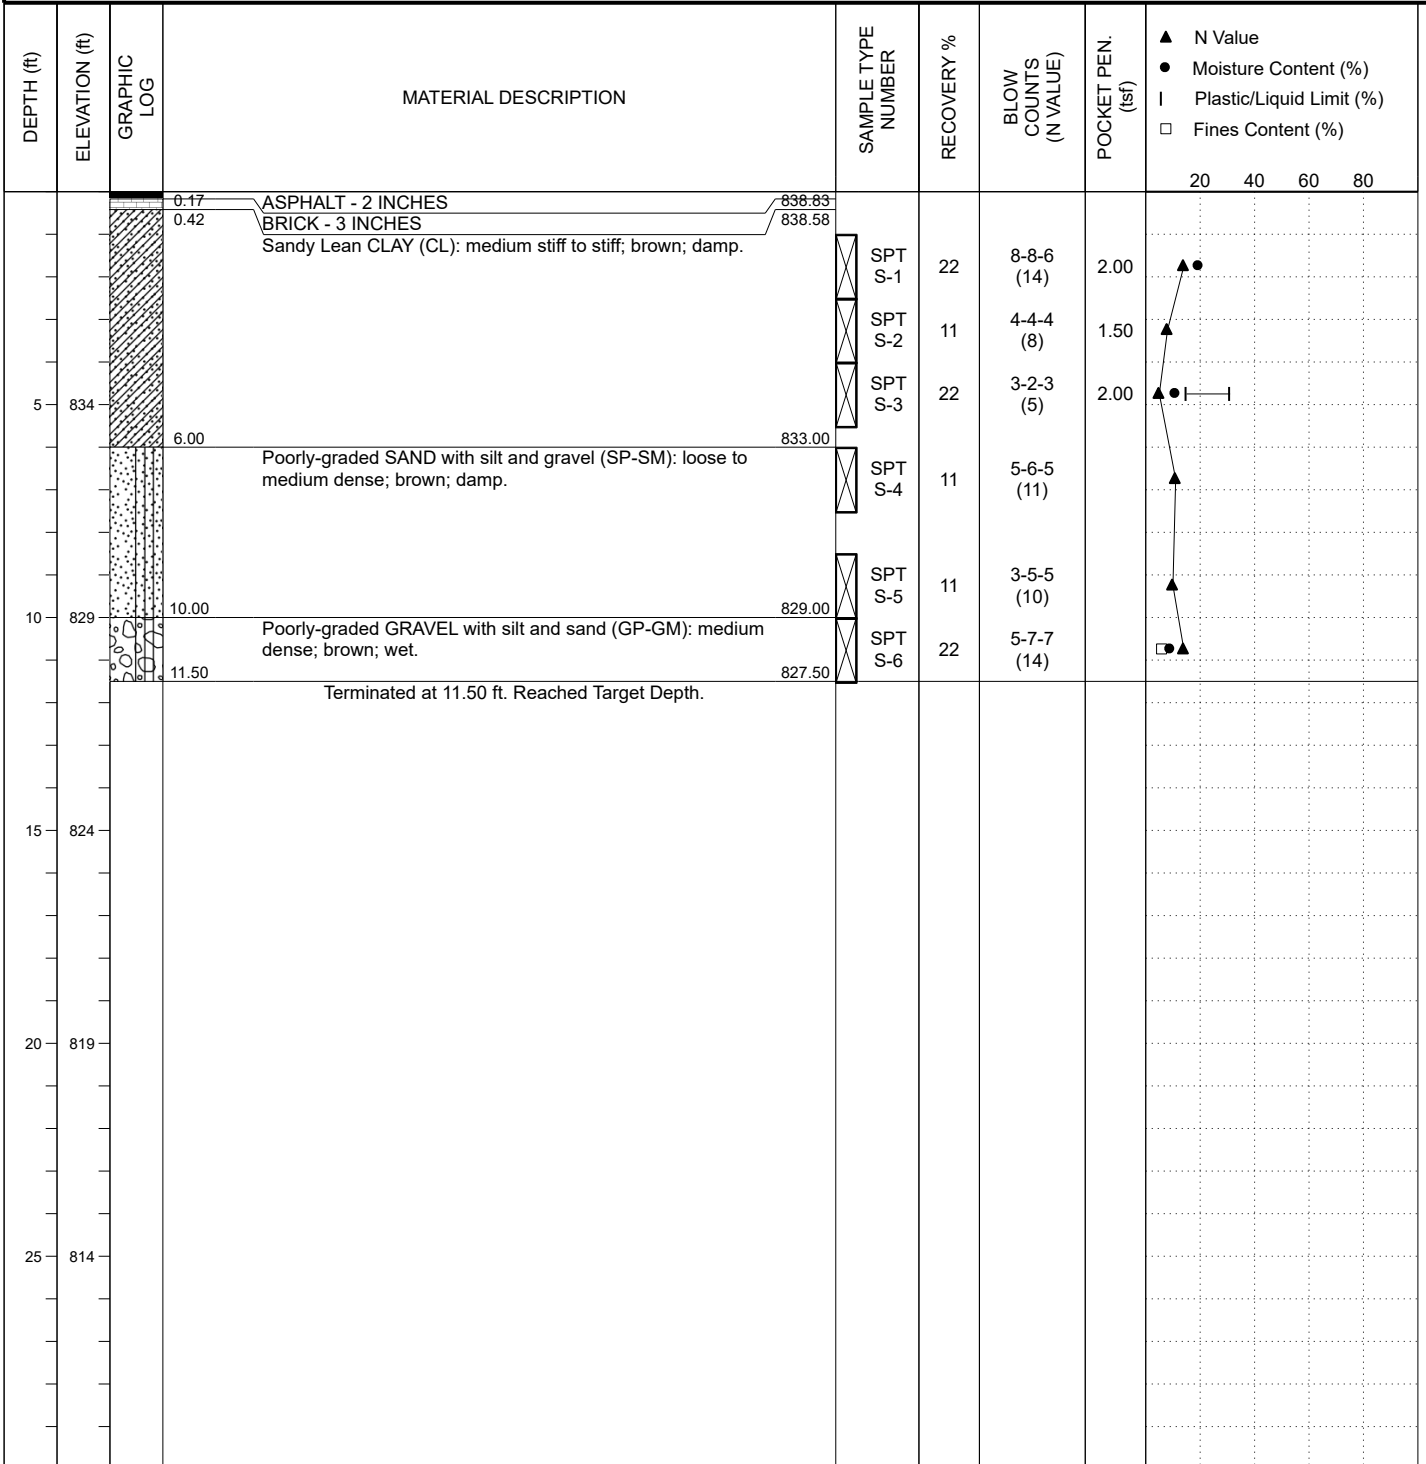 DEPTH (ft)
ELEVATION (ft)
GRAPHIC
LOG
MATERIAL DESCRIPTION
SAMPLE TYPE
NUMBER
RECOVERY %
BLOW
COUNTS
(N VALUE)
POCKET PEN.
(tsf)
N Value
Moisture Content (%)
Plastic/Liquid Limit (%)
Fines Content (%)
20 40 60 80
0.17 ASPHALT - 2 INCHES 838.83
0.42 BRICK - 3 INCHES 838.58
Sandy Lean CLAY (CL): medium stiff to stiff; brown; damp.
SPT
S-1
22
8-8-6
(14)
2.00
SPT
S-2
11
4-4-4
(8)
1.50
SPT
S-3
22
3-2-3
(5)
2.00
5 834
6.00 833.00
Poorly-graded SAND with silt and gravel (SP-SM): loose to
medium dense; brown; damp.
SPT
S-4
11
5-6-5
(11)
SPT
S-5
11
3-5-5
(10)
10.00 829.00
10 829
Poorly-graded GRAVEL with silt and sand (GP-GM): medium
dense; brown; wet.
SPT
S-6
22
5-7-7
(14)
11.50 827.50
Terminated at 11.50 ft. Reached Target Depth.
15 824
20 819
25 814